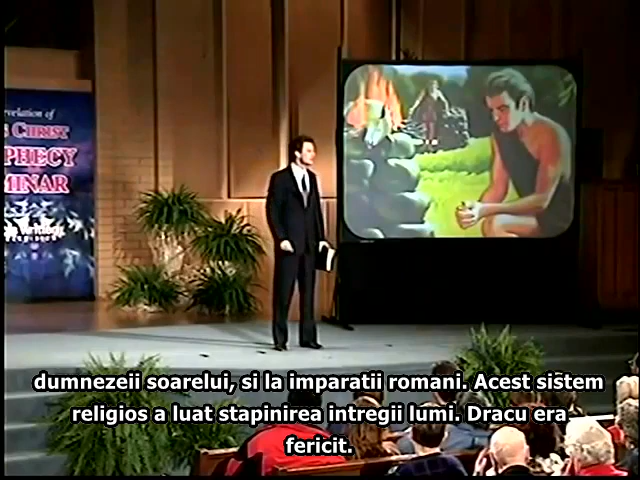 evelation of
S CHRIST
PHECY
MINAR
dumnezeii soarelui, si la imparatii romani. Acest sistem
religios a luat stapinirea intregii lumi. Dracu era
fericit.